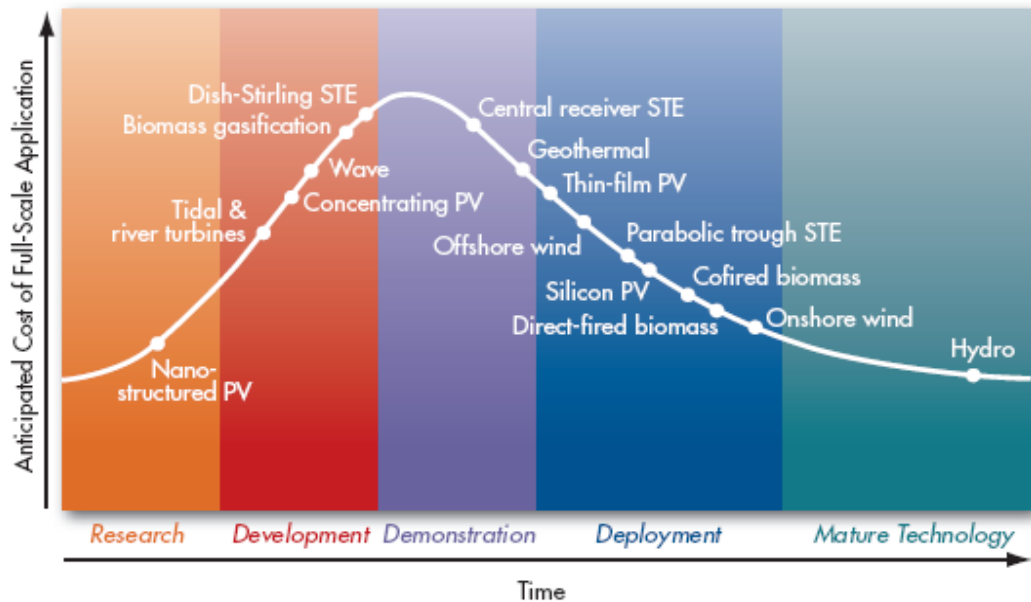 Anticipated Cost of Full-Scale Application
Dish-Stirling STE
Biomass gasification
Wave
Concentrating PV
Tidal &
river turbines
Nano-
structured PV
Central receiver STE
Geothermal
Thin-film PV
Offshore wind
Parabolic trough STE
Silicon PV
Cofired biomass
Direct-fired biomass
Onshore wind
Hydro
Research
Development
Demonstration
Deployment
Mature Technology
Time